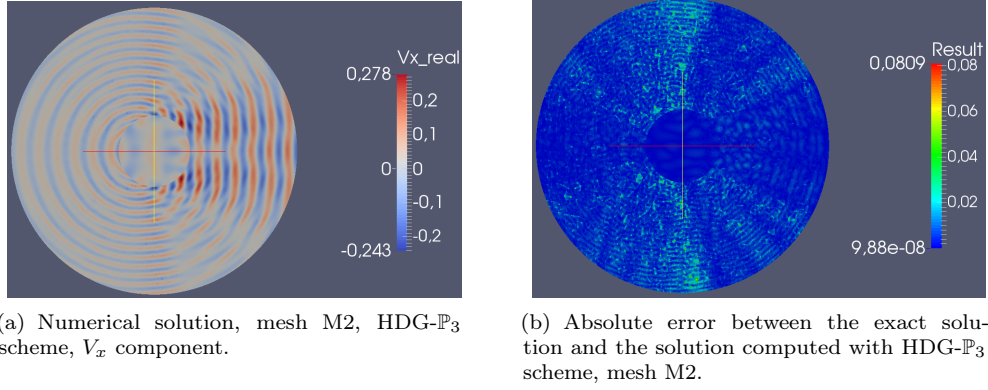 Vx_real
0,278
0,2
0,1
0
0
-0,1
-0,2
-0,243
Result
0,0809
0,08
0,06
0,04
0,02
9,88e-08
(a) Numerical solution, mesh M2, HDG-ℙ₃
scheme, Vₓ component.
(b) Absolute error between the exact solu-
tion and the solution computed with HDG-ℙ₃
scheme, mesh M2.